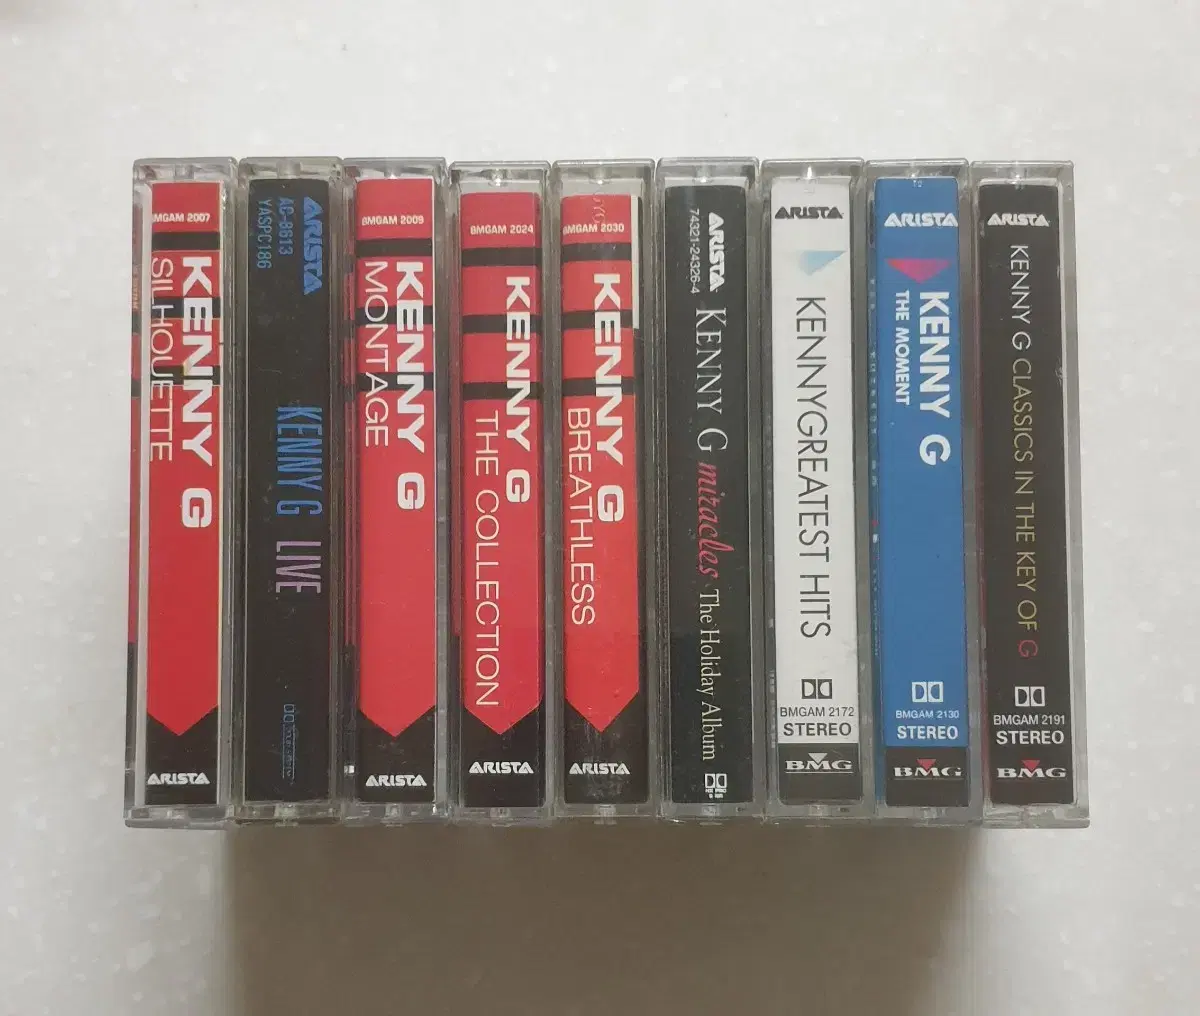 BMGAM 2007
KENNY G
SILHOUETTE
ARISTA
ARISTA
AC-8613
YASPC186
KENNY G LIVE
BMGAM 2009
KENNY G
MONTAGE
ARISTA
BMGAM 2024
KENNY G
THE COLLECTION
ARISTA
BMGAM 2030
KENNY G
BREATHLESS
ARISTA
ARISTA
74321-24326-4
KENNY G miracles The Holiday Album
ARISTA
KENNYGREATEST HITS
BMGAM 2172
STEREO
BMG
ARISTA
KENNY G
THE MOMENT
BMGAM 2130
STEREO
BMG
ARISTA
KENNY G CLASSICS IN THE KEY OF G
BMGAM 2191
STEREO
BMG